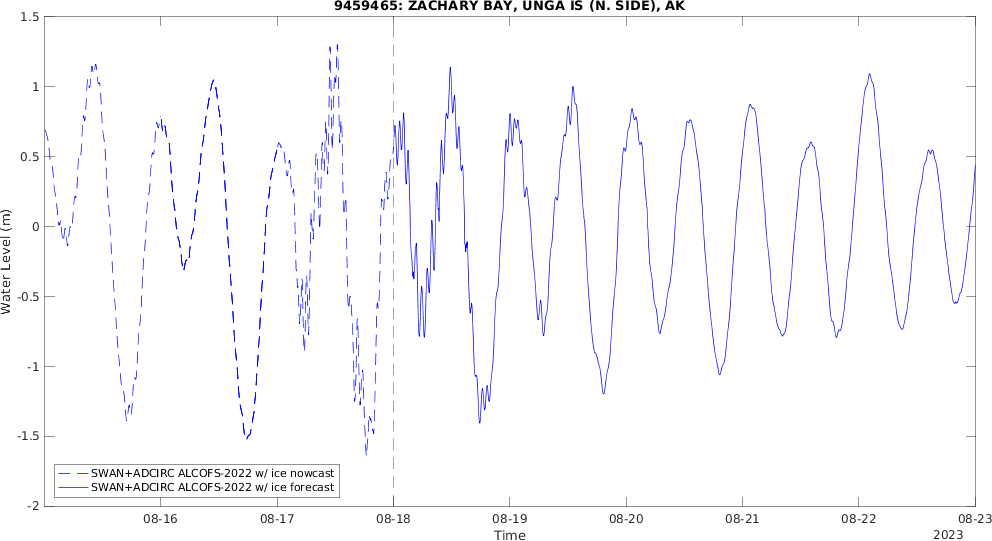 9459465: ZACHARY BAY, UNGA IS (N. SIDE), AK
1.5
1
0.5
0
-0.5
-1
-1.5
-2
Water Level (m)
SWAN+ADCIRC ALCOFS-2022 w/ ice nowcast
SWAN+ADCIRC ALCOFS-2022 w/ ice forecast
08-16 08-17 08-18 08-19 08-20 08-21 08-22 08-23
Time
2023